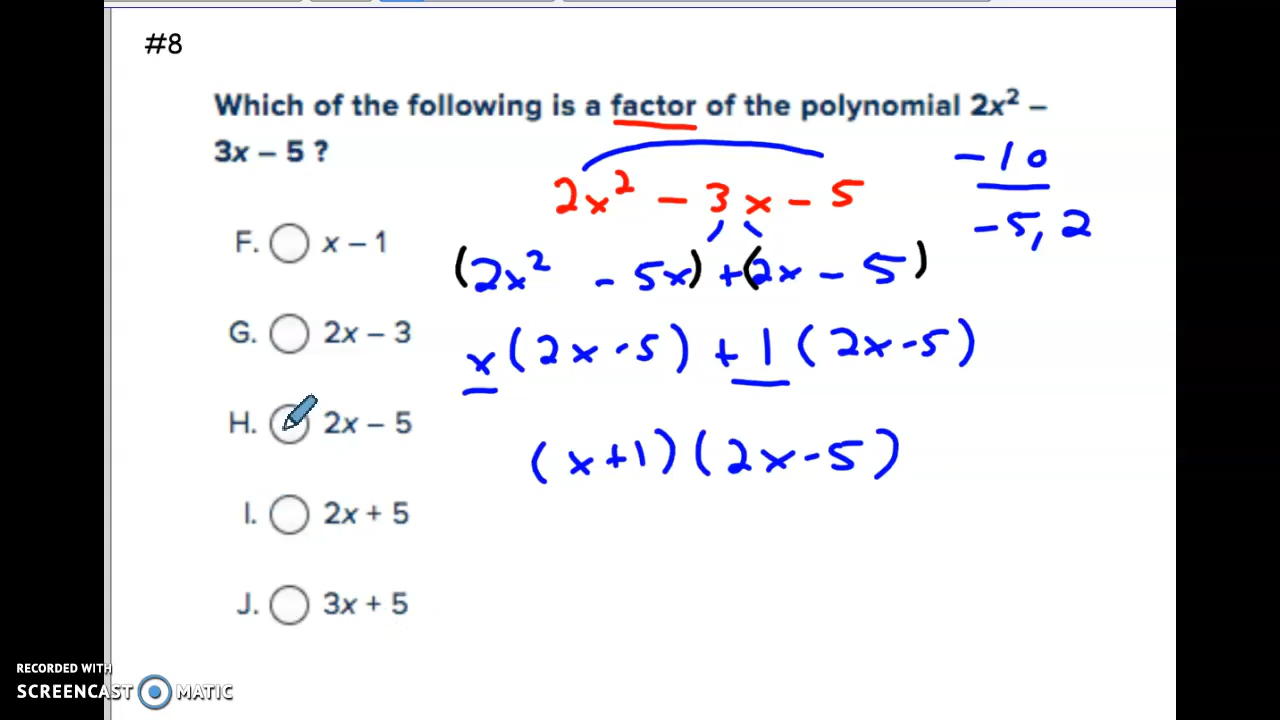 #8
Which of the following is a factor of the polynomial 2x² –
3x – 5 ?
2x² - 3x - 5
-10
-5, 2
(2x² - 5x) + (2x - 5)
x(2x-5) + 1(2x-5)
(x+1)(2x-5)
F. x – 1
G. 2x – 3
H. 2x – 5
I. 2x + 5
J. 3x + 5
RECORDED WITH
SCREENCAST MATIC